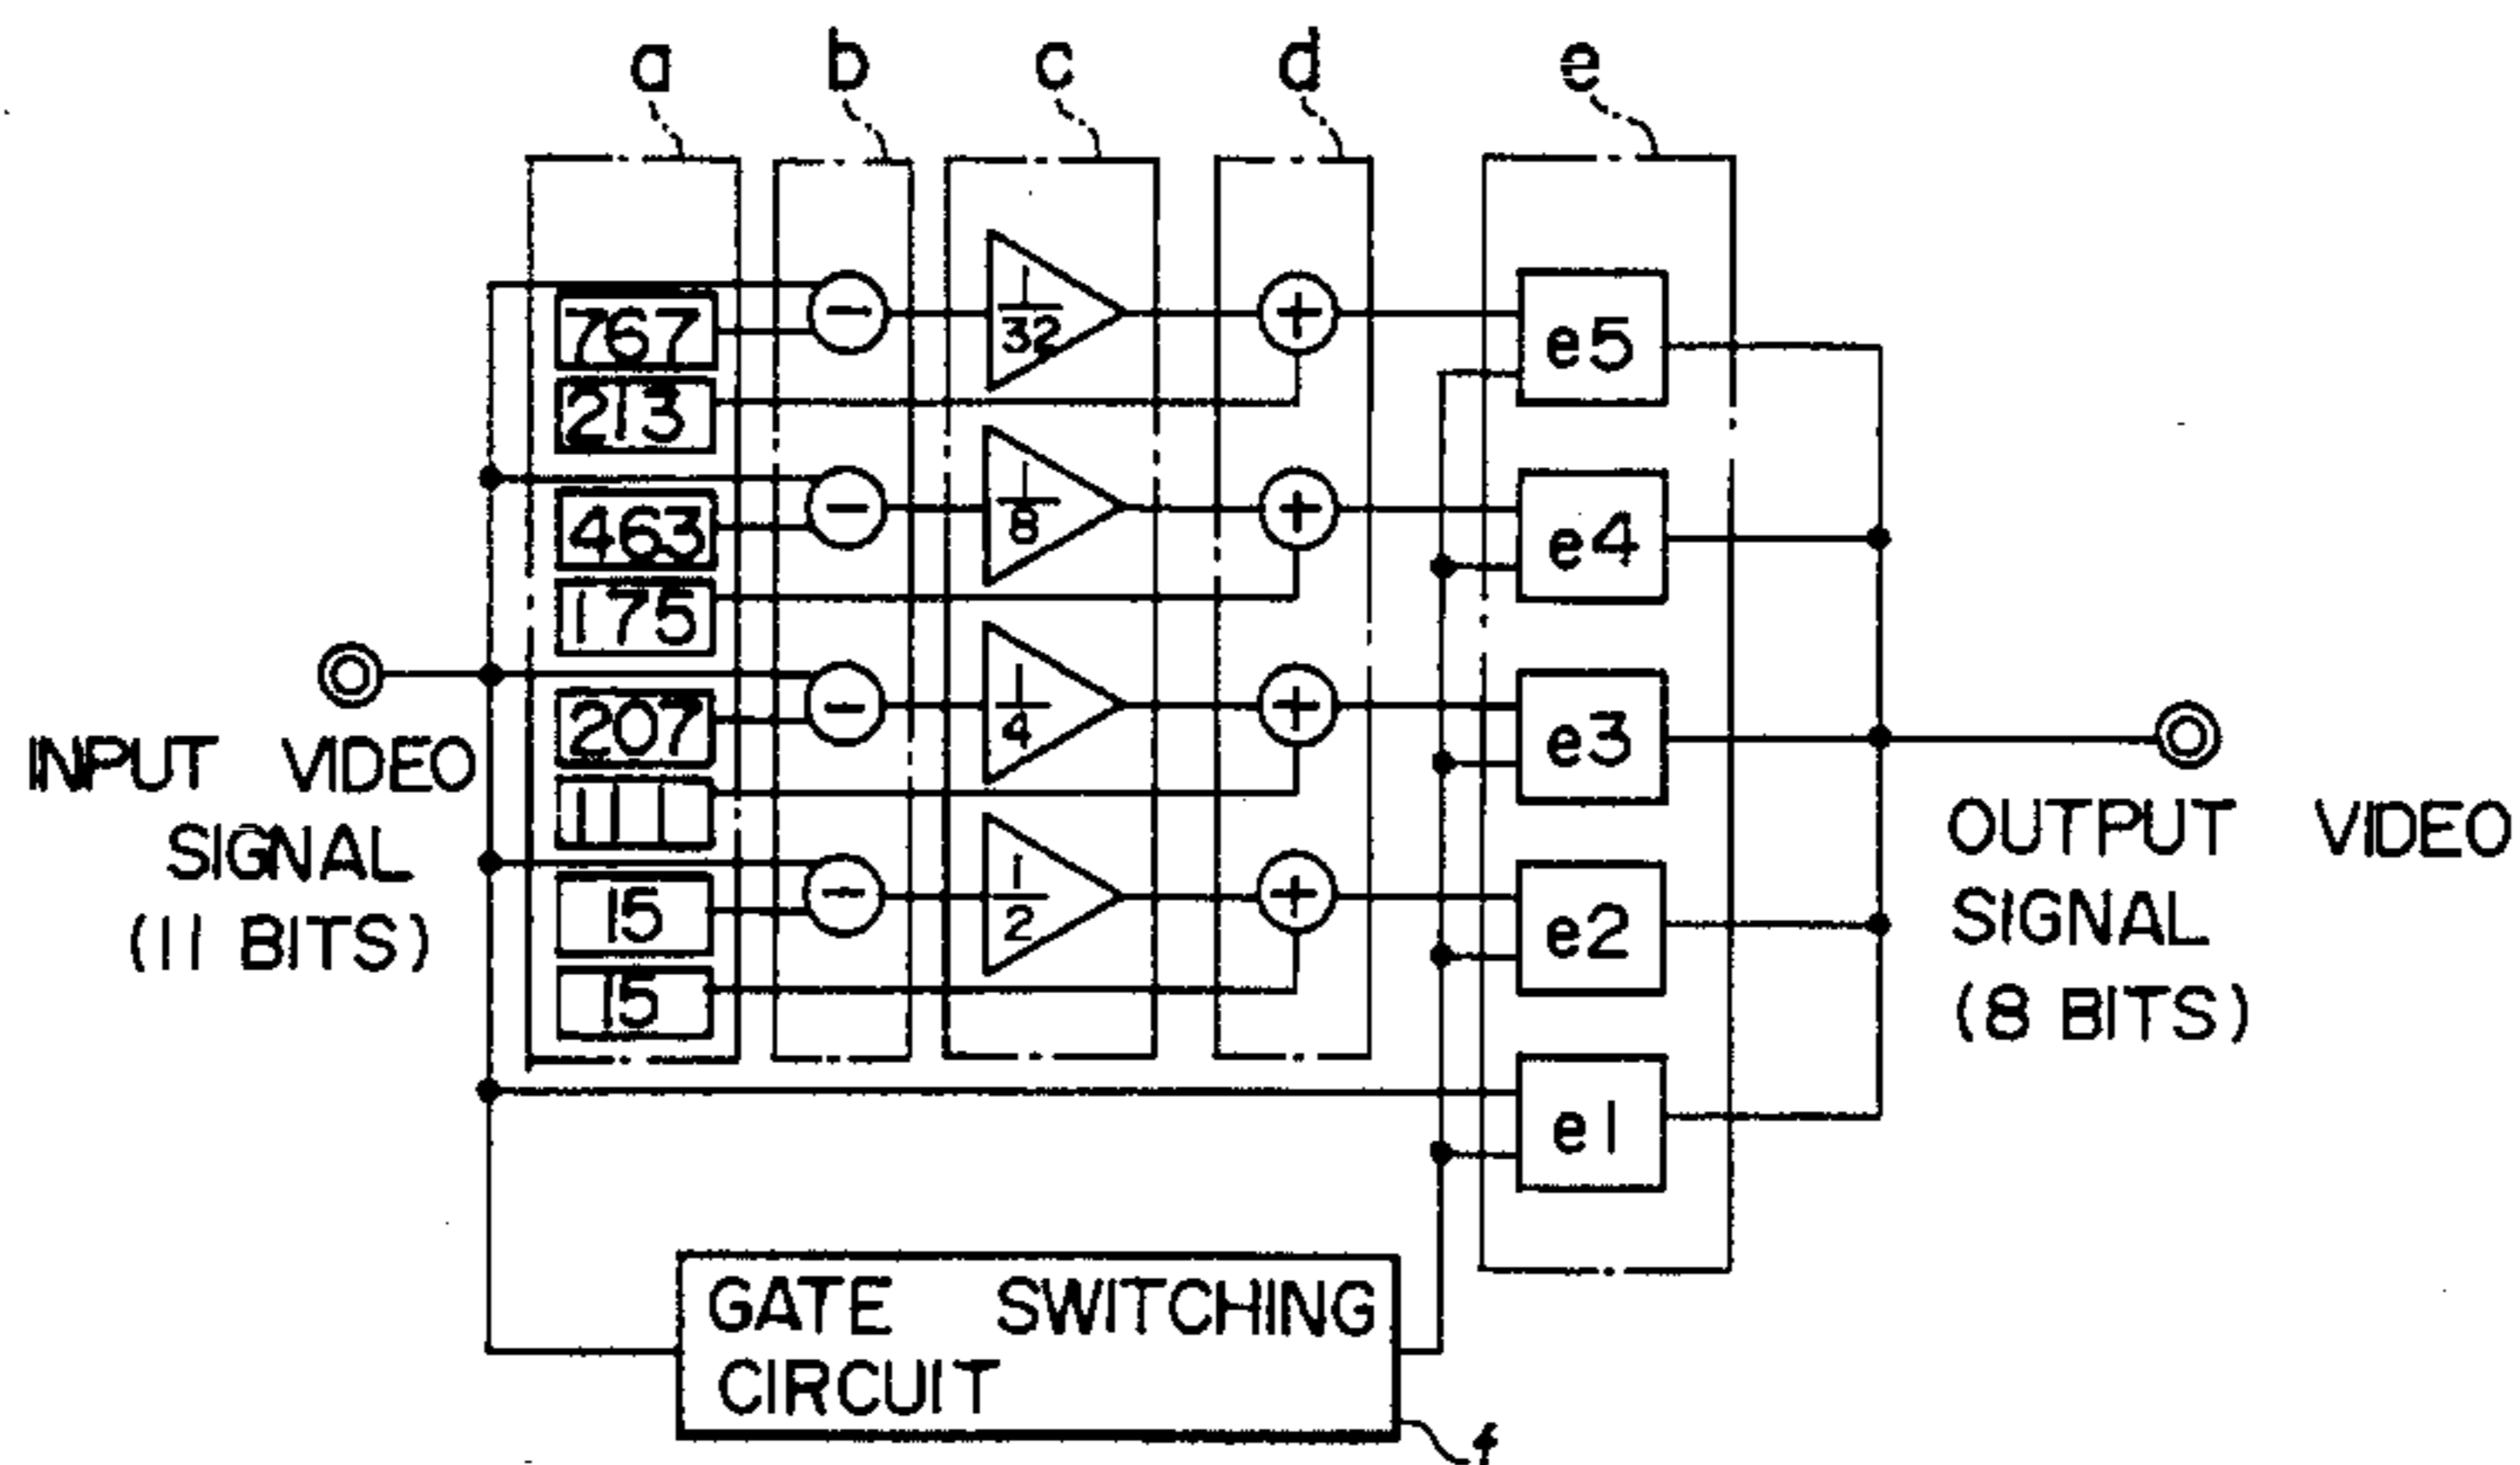 a b c d e
767
213
463
175
207
111
15
15
1/32
1/8
1/4
1/2
e5
e4
e3
e2
e1
INPUT VIDEO
SIGNAL
(11 BITS)
OUTPUT VIDEO
SIGNAL
(8 BITS)
GATE SWITCHING
CIRCUIT
f